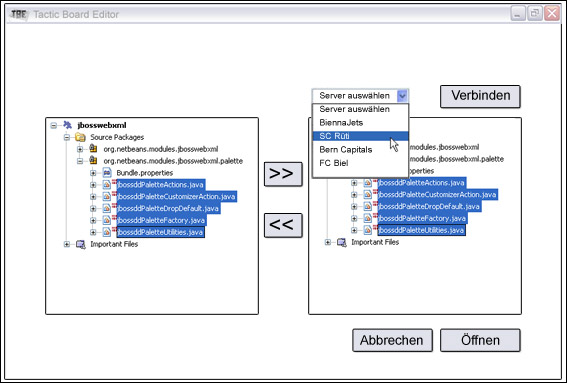 TBE Tactic Board Editor
Server auswählen
Verbinden
Server auswählen
BiennaJets
SC Rüti
Bern Capitals
FC Biel
jbosswebxml
Source Packages
org.netbeans.modules.jbosswebxml
org.netbeans.modules.jbosswebxml.palette
Bundle.properties
jbossddPaletteActions.java
jbossddPaletteCustomizerAction.java
jbossddPaletteDropDefault.java
jbossddPaletteFactory.java
jbossddPaletteUtilities.java
Important Files
>>
<<
modules.jbosswebxml
modules.jbosswebxml.palette
jbossddPaletteActions.java
jbossddPaletteCustomizerAction.java
jbossddPaletteDropDefault.java
jbossddPaletteFactory.java
jbossddPaletteUtilities.java
Important Files
Abbrechen
Öffnen